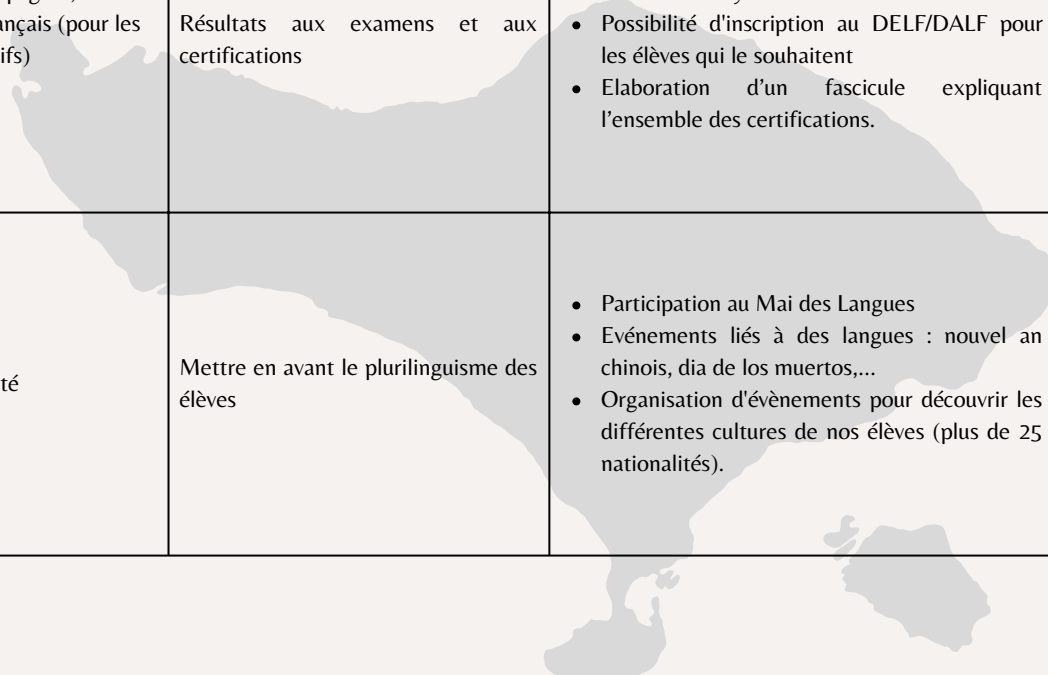 ançais (pour les
ifs)
Résultats aux examens et aux
certifications
• Possibilité d'inscription au DELF/DALF pour
les élèves qui le souhaitent
• Elaboration d’un fascicule expliquant
l’ensemble des certifications.
té
Mettre en avant le plurilinguisme des
élèves
• Participation au Mai des Langues
• Evénements liés à des langues : nouvel an
chinois, dia de los muertos,...
• Organisation d'évènements pour découvrir les
différentes cultures de nos élèves (plus de 25
nationalités).